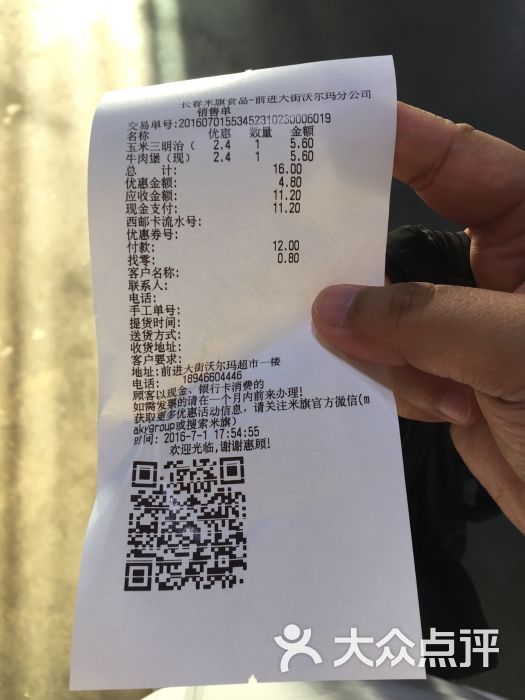 长春米旗食品-前进大街沃尔玛分公司
销售单
交易单号:20160701553452310230006019
名称 优惠 数量 金额
玉米三明治（ 2.4 1 5.60
牛肉堡（现） 2.4 1 5.60
总 计: 16.00
优惠金额: 4.80
应收金额: 11.20
现金支付: 11.20
西邮卡流水号:
优惠券号:
付款: 12.00
找零: 0.80
客户名称:
联系人:
电话:
手工单号:
提货时间:
送货方式:
收货地址:
客户要求:
地址:前进大街沃尔玛超市一楼
电话: 18946604446
顾客以现金、银行卡消费的
如需发票的请在一个月内前来办理!
获取更多优惠活动信息，请关注米旗官方微信(m
akygroup或搜索米旗)
时间: 2016-7-1 17:54:55
欢迎光临,谢谢惠顾!
大众点评